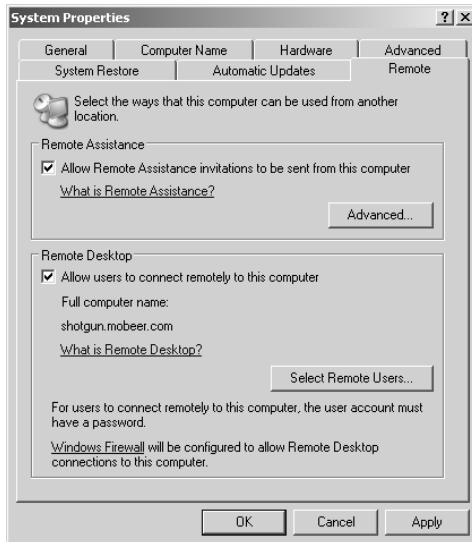 System Properties
General
Computer Name
Hardware
Advanced
System Restore
Automatic Updates
Remote
Select the ways that this computer can be used from another
location.
Remote Assistance
Allow Remote Assistance invitations to be sent from this computer
What is Remote Assistance?
Advanced...
Remote Desktop
Allow users to connect remotely to this computer
Full computer name:
shotgun.mobeer.com
What is Remote Desktop?
Select Remote Users...
For users to connect remotely to this computer, the user account must
have a password.
Windows Firewall will be configured to allow Remote Desktop
connections to this computer.
OK
Cancel
Apply